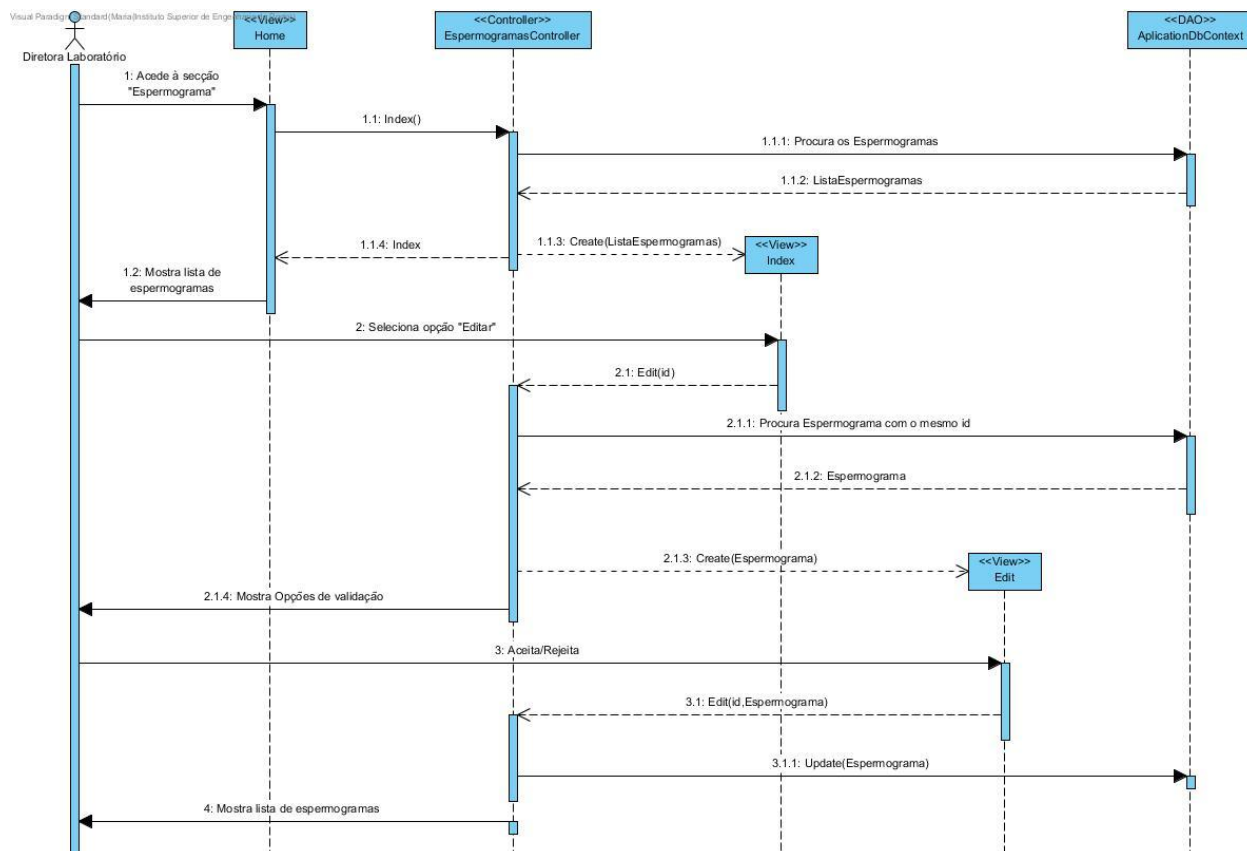 Visual Paradigm Standard(Maria(Instituto Superior de Enge
<<View>>
Home
<<Controller>>
EspermogramasController
<<DAO>>
AplicationDbContext
Diretora Laboratório
1: Acede à secção
"Espermograma"
1.1: Index()
1.1.1: Procura os Espermogramas
1.1.2: ListaEspermogramas
1.1.3: Create(ListaEspermogramas)
<<View>>
Index
1.1.4: Index
1.2: Mostra lista de
espermogramas
2: Seleciona opção "Editar"
2.1: Edit(id)
2.1.1: Procura Espermograma com o mesmo id
2.1.2: Espermograma
2.1.3: Create(Espermograma)
<<View>>
Edit
2.1.4: Mostra Opções de validação
3: Aceita/Rejeita
3.1: Edit(id,Espermograma)
3.1.1: Update(Espermograma)
4: Mostra lista de espermogramas